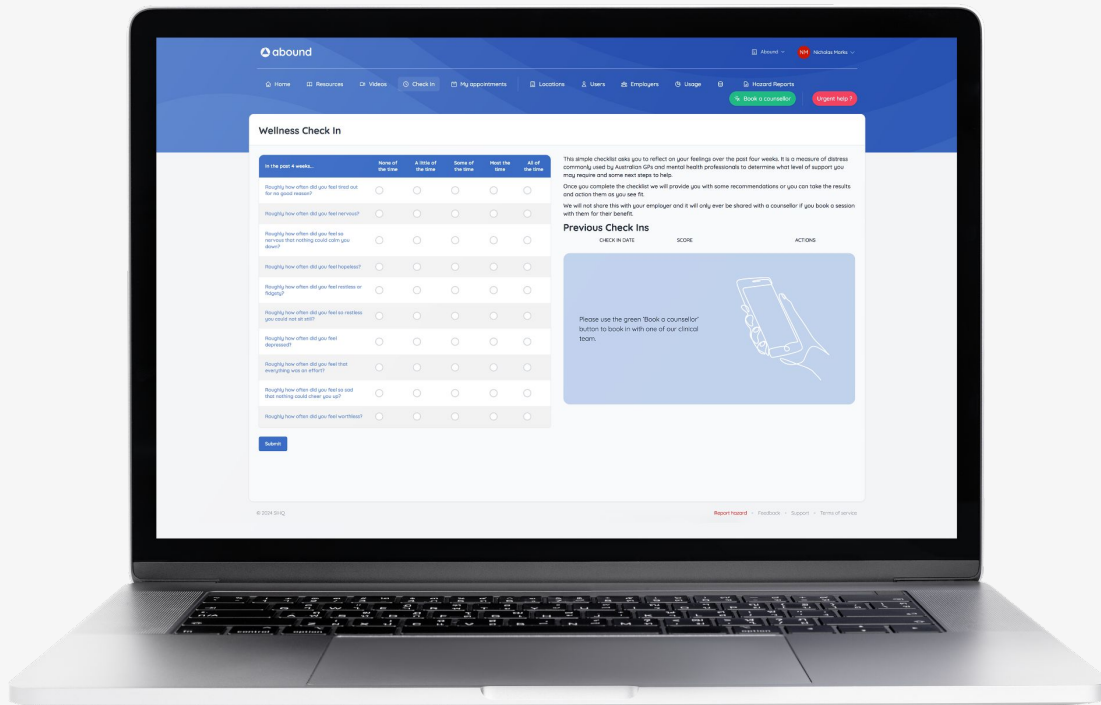 abound
Abound
NM
Nicholas Marks
Home
Resources
Videos
Check In
My appointments
Locations
Users
Employers
Usage
Hazard Reports
Book a counsellor
Urgent help ?
Wellness Check In
In the past 4 weeks...
None of
the time
A little of
the time
Some of
the time
Most the
time
All of
the time
Roughly how often did you feel tired out
for no good reason?
Roughly how often did you feel nervous?
Roughly how often did you feel so
nervous that nothing could calm you
down?
Roughly how often did you feel hopeless?
Roughly how often did you feel restless or
fidgety?
Roughly how often did you feel so restless
you could not sit still?
Roughly how often did you feel
depressed?
Roughly how often did you feel that
everything was an effort?
Roughly how often did you feel so sad
that nothing could cheer you up?
Roughly how often did you feel worthless?
Submit
This simple checklist asks you to reflect on your feelings over the past four weeks. It is a measure of distress
commonly used by Australian GPs and mental health professionals to determine what level of support you
may require and some next steps to help.
Once you complete the checklist we will provide you with some recommendations or you can take the results
and action them as you see fit.
We will not share this with your employer and it will only ever be shared with a counsellor if you book a session
with them for their benefit.
Previous Check Ins
CHECK IN DATE
SCORE
ACTIONS
Please use the green 'Book a counsellor'
button to book in with one of our clinical
team.
Report hazard
Feedback
Support
Terms of service
fn
control
option
option